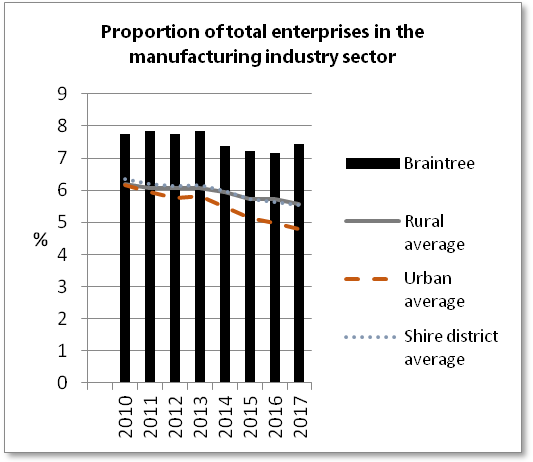 Proportion of total enterprises in the
manufacturing industry sector
9
8
7
6
5
4
3
2
1
0
%
2010
2011
2012
2013
2014
2015
2016
2017
Braintree
Rural
average
Urban
average
Shire district
average